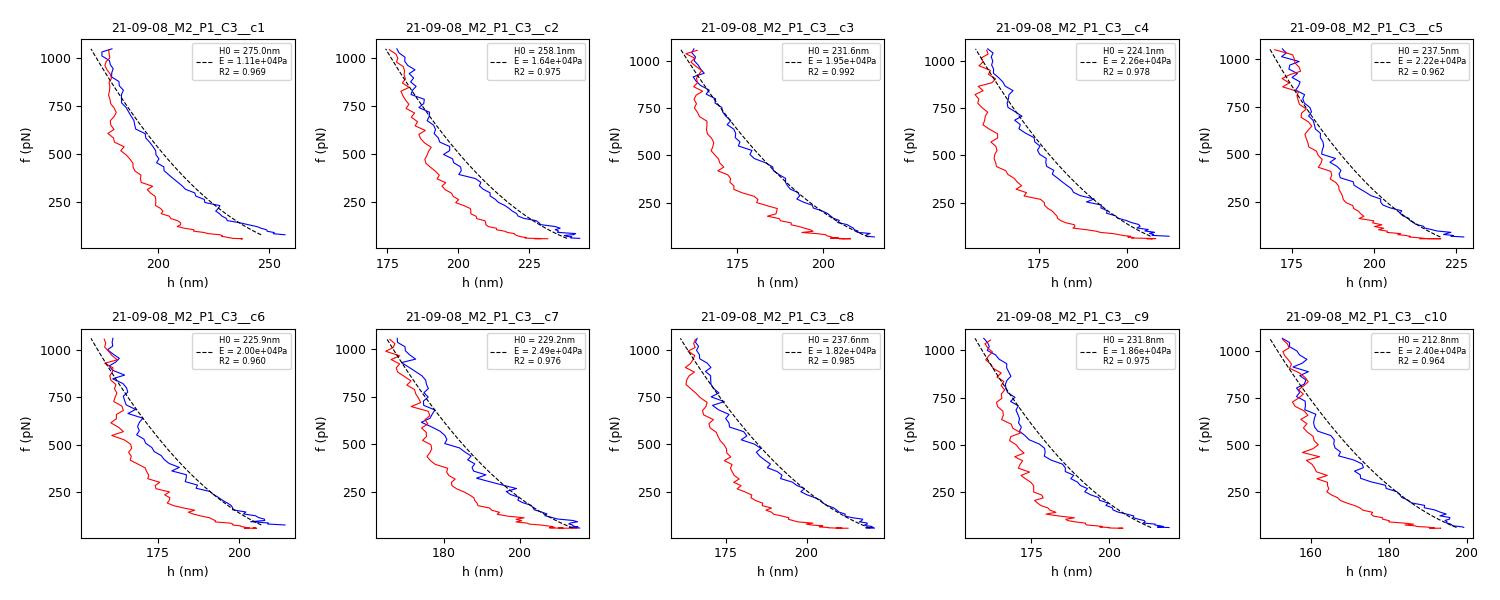 21-09-08_M2_P1_C3__c1
H0 = 275.0nm
E = 1.11e+04Pa
R2 = 0.969
1000
750
500
250
f (pN)
200
250
h (nm)
21-09-08_M2_P1_C3__c2
H0 = 258.1nm
E = 1.64e+04Pa
R2 = 0.975
1000
750
500
250
f (pN)
175
200
225
h (nm)
21-09-08_M2_P1_C3__c3
H0 = 231.6nm
E = 1.95e+04Pa
R2 = 0.992
1000
750
500
250
f (pN)
175
200
h (nm)
21-09-08_M2_P1_C3__c4
H0 = 224.1nm
E = 2.26e+04Pa
R2 = 0.978
1000
750
500
250
f (pN)
175
200
h (nm)
21-09-08_M2_P1_C3__c5
H0 = 237.5nm
E = 2.22e+04Pa
R2 = 0.962
1000
750
500
250
f (pN)
175
200
225
h (nm)
21-09-08_M2_P1_C3__c6
H0 = 225.9nm
E = 2.00e+04Pa
R2 = 0.960
1000
750
500
250
f (pN)
175
200
h (nm)
21-09-08_M2_P1_C3__c7
H0 = 229.2nm
E = 2.49e+04Pa
R2 = 0.976
1000
750
500
250
f (pN)
180
200
h (nm)
21-09-08_M2_P1_C3__c8
H0 = 237.6nm
E = 1.82e+04Pa
R2 = 0.985
1000
750
500
250
f (pN)
175
200
h (nm)
21-09-08_M2_P1_C3__c9
H0 = 231.8nm
E = 1.86e+04Pa
R2 = 0.975
1000
750
500
250
f (pN)
175
200
h (nm)
21-09-08_M2_P1_C3__c10
H0 = 212.8nm
E = 2.40e+04Pa
R2 = 0.964
1000
750
500
250
f (pN)
160
180
200
h (nm)